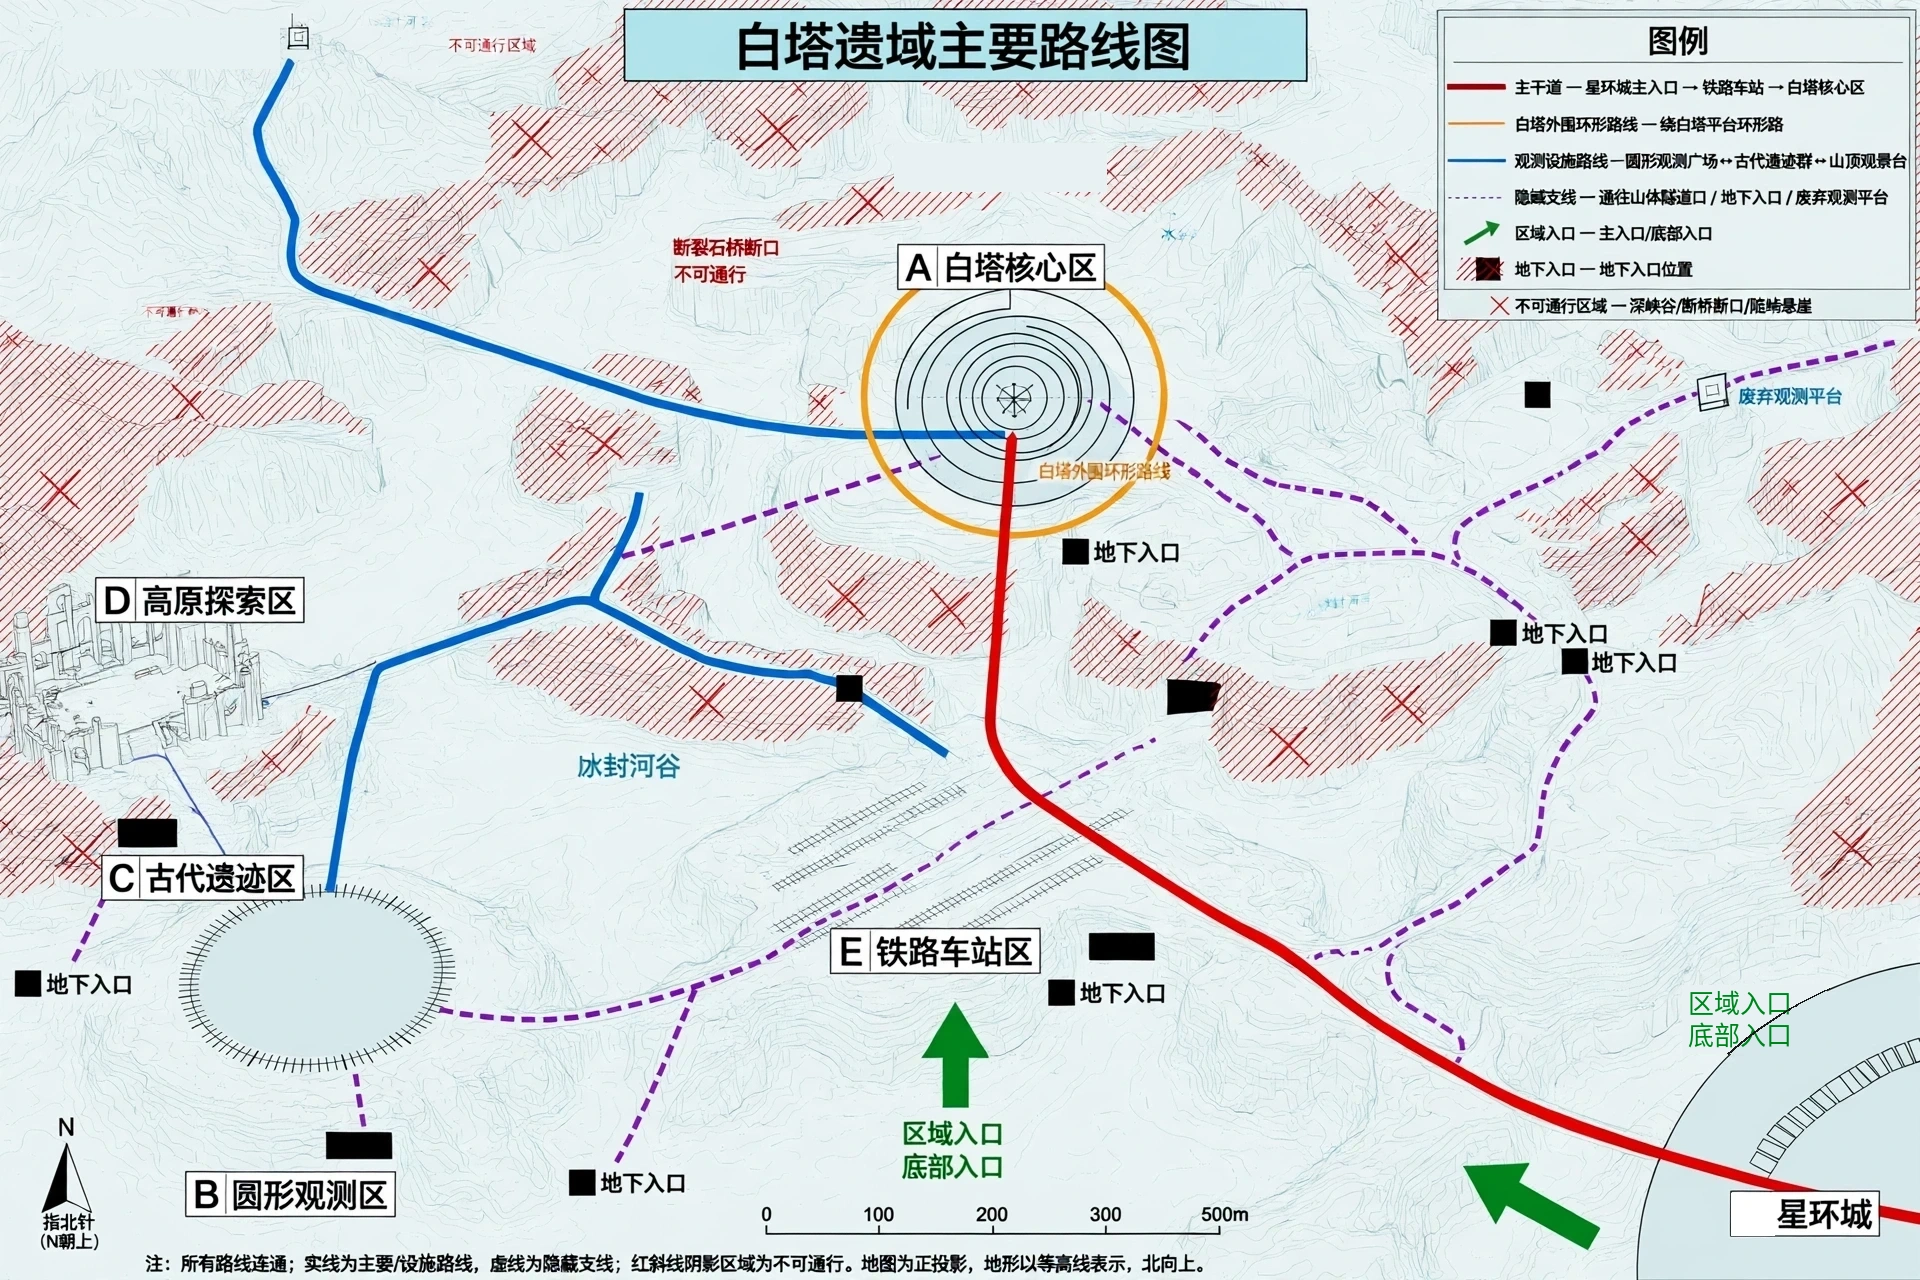 白塔遗域主要路线图
不可通行区域
图例
主干道 — 星环城主入口 → 铁路车站 → 白塔核心区
白塔外围环形路线 — 绕白塔平台环形路
观测设施路线 — 圆形观测广场 ↔ 古代遗迹群 ↔ 山顶观景台
隐藏支线 — 通往山体隧道口 / 地下入口 / 废弃观测平台
区域入口 — 主入口/底部入口
地下入口 — 地下入口位置
不可通行区域 — 深峡谷/断桥断口/陡峭悬崖
断裂石桥断口
不可通行
A 白塔核心区
废弃观测平台
白塔外围环形路线
地下入口
D 高原探索区
地下入口
地下入口
冰封河谷
C 古代遗迹区
E 铁路车站区
地下入口
地下入口
区域入口
底部入口
区域入口
底部入口
B 圆形观测区
地下入口
星环城
N
指北针
(N朝上)
0 100 200 300 500m
注：所有路线连通；实线为主要/设施路线，虚线为隐藏支线；红斜线阴影区域为不可通行。地图为正投影，地形以等高线表示，北向上。